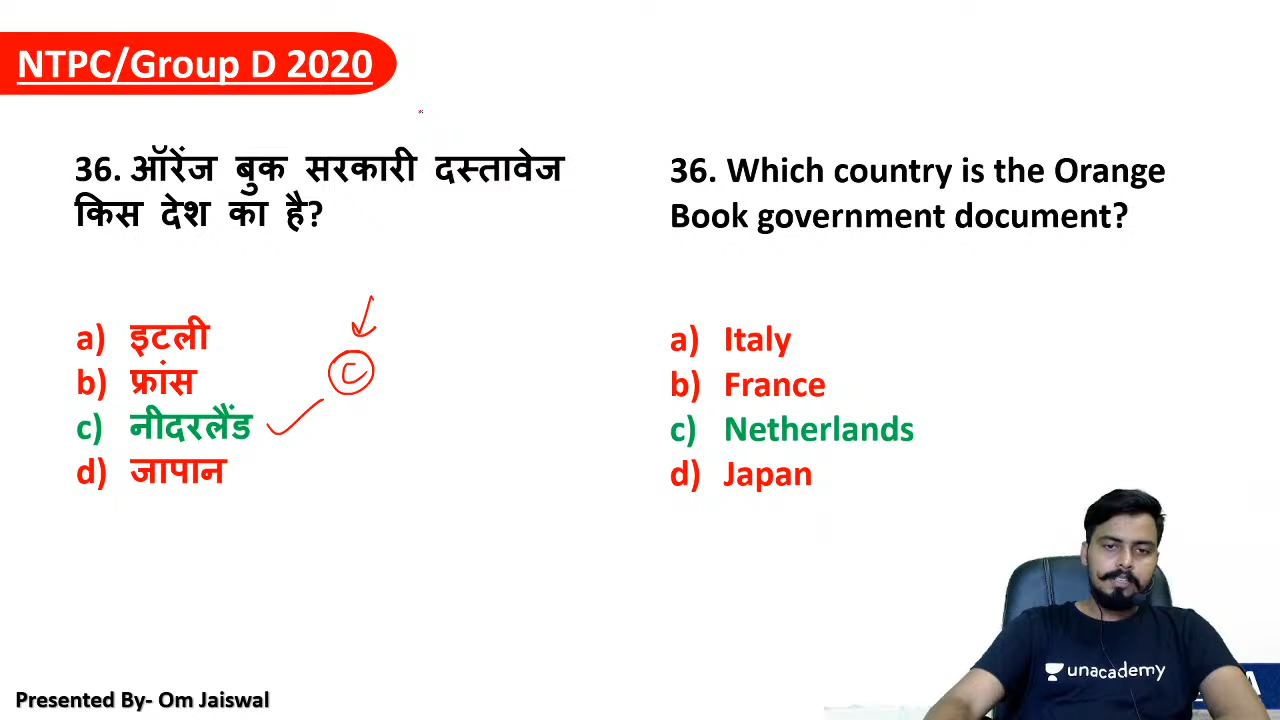 NTPC/Group D 2020
36. ऑरेंज बुक सरकारी दस्तावेज
किस देश का है?
a) इटली
b) फ्रांस
c) नीदरलैंड
d) जापान
C
36. Which country is the Orange
Book government document?
a) Italy
b) France
c) Netherlands
d) Japan
unacademy
A
Presented By- Om Jaiswal